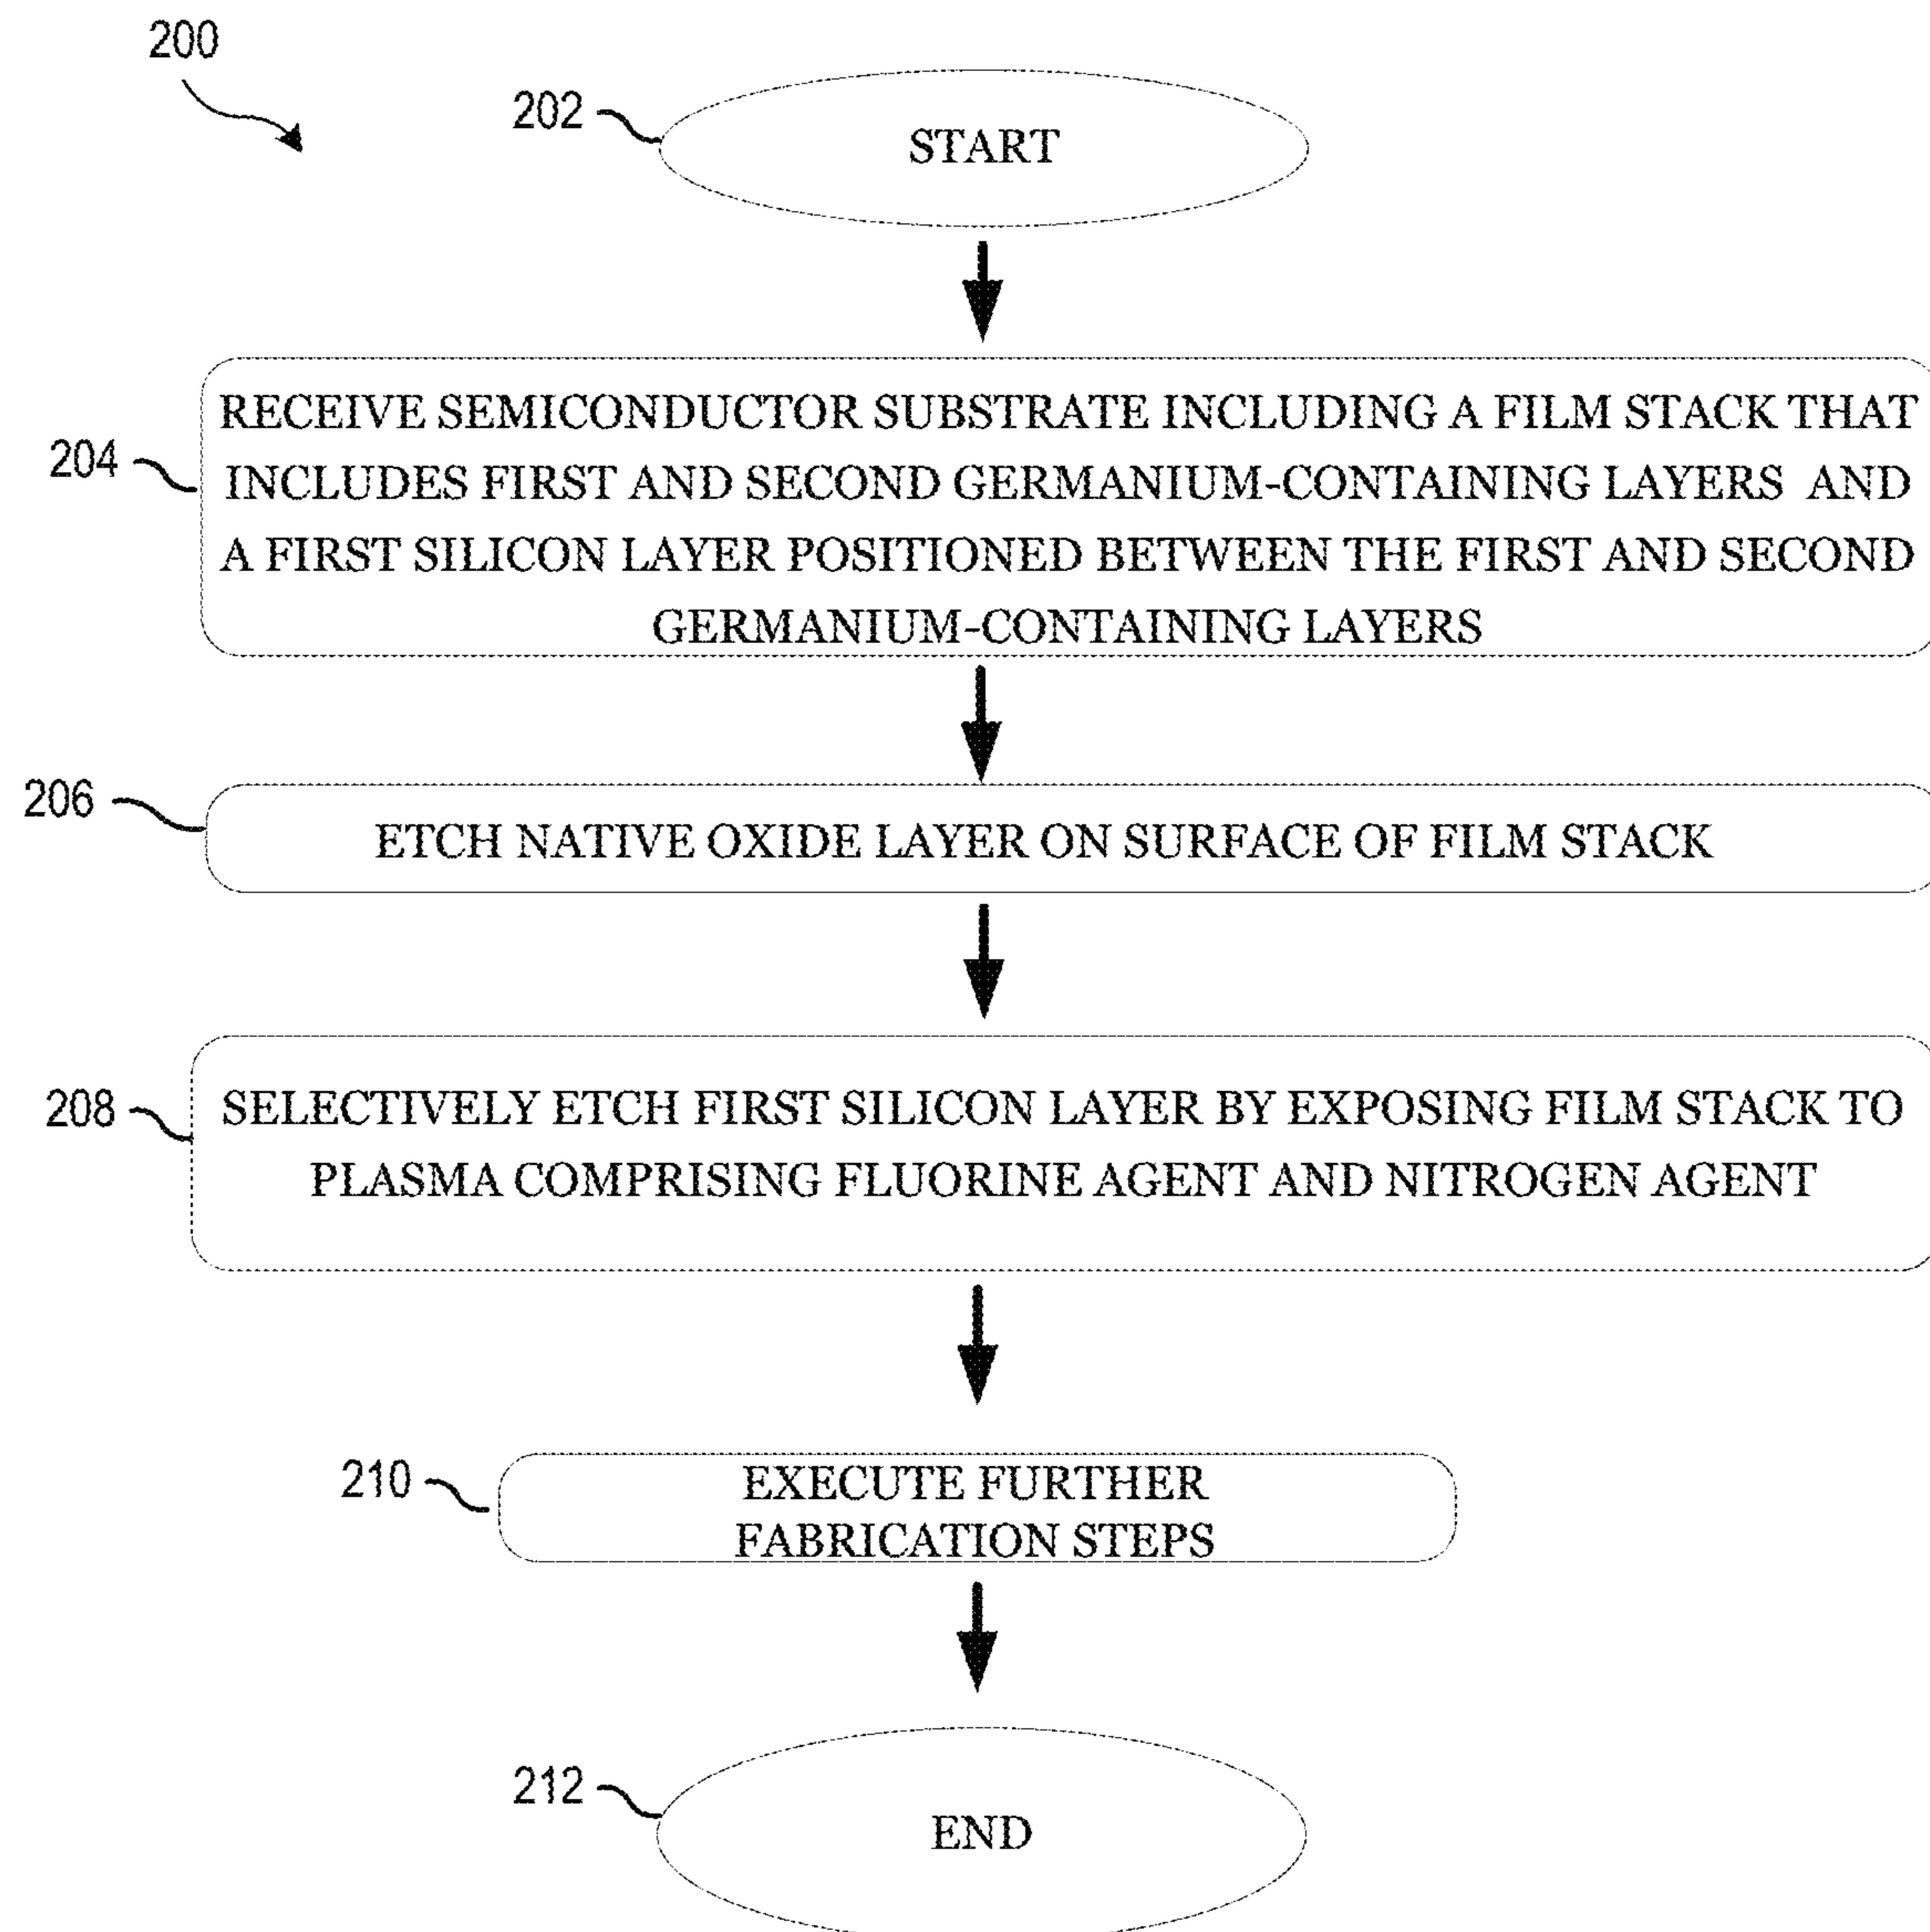 200
202
START
204
RECEIVE SEMICONDUCTOR SUBSTRATE INCLUDING A FILM STACK THAT
INCLUDES FIRST AND SECOND GERMANIUM-CONTAINING LAYERS AND
A FIRST SILICON LAYER POSITIONED BETWEEN THE FIRST AND SECOND
GERMANIUM-CONTAINING LAYERS
206
ETCH NATIVE OXIDE LAYER ON SURFACE OF FILM STACK
208
SELECTIVELY ETCH FIRST SILICON LAYER BY EXPOSING FILM STACK TO
PLASMA COMPRISING FLUORINE AGENT AND NITROGEN AGENT
210
EXECUTE FURTHER
FABRICATION STEPS
212
END